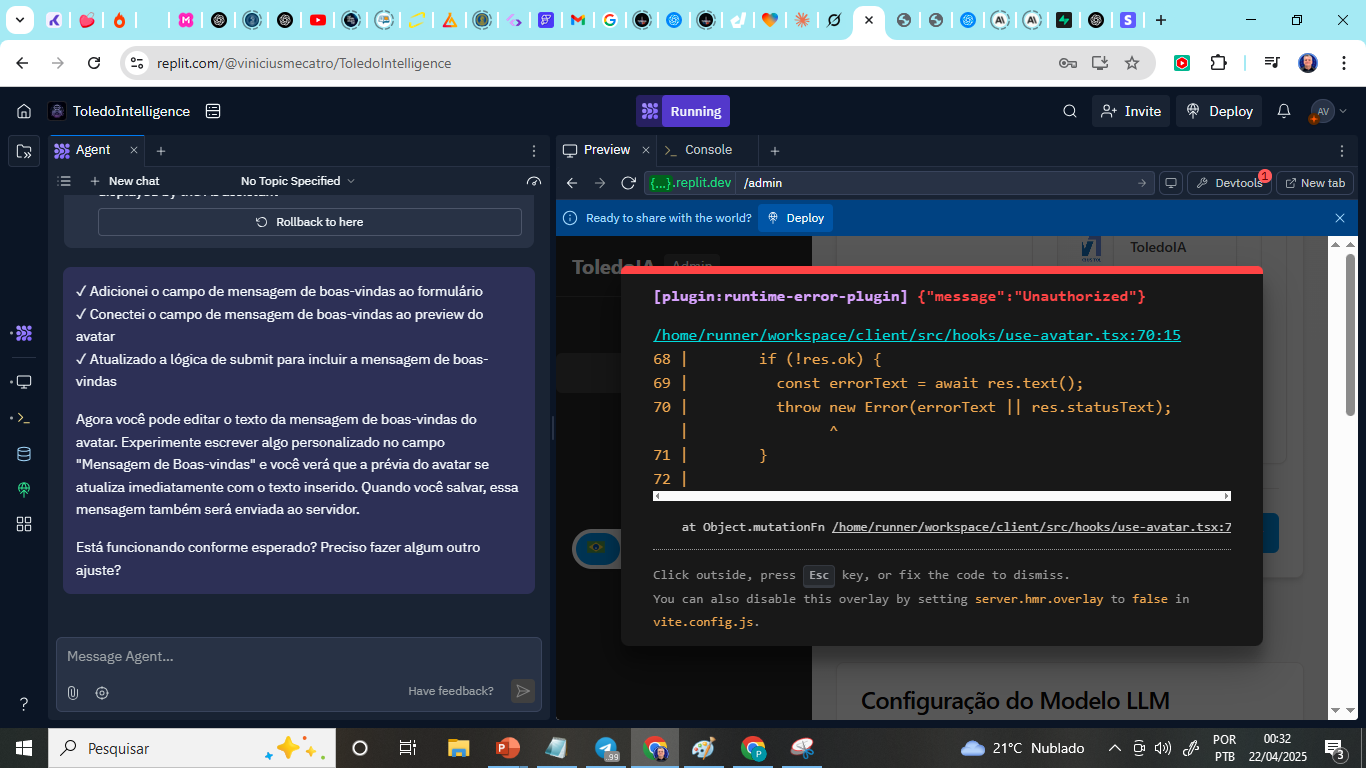 replit.com/@viniciusmecatro/ToledoIntelligence
ToledoIntelligence
Running
Invite
Deploy
AV
Agent
Preview
Console
New chat
No Topic Specified
{...}.replit.dev
/admin
Devtools
1
New tab
Ready to share with the world?
Deploy
Rollback to here
✓ Adicionei o campo de mensagem de boas-vindas ao formulário
✓ Conectei o campo de mensagem de boas-vindas ao preview do
avatar
✓ Atualizado a lógica de submit para incluir a mensagem de boas-
vindas
Agora você pode editar o texto da mensagem de boas-vindas do
avatar. Experimente escrever algo personalizado no campo
"Mensagem de Boas-vindas" e você verá que a prévia do avatar se
atualiza imediatamente com o texto inserido. Quando você salvar, essa
mensagem também será enviada ao servidor.
Está funcionando conforme esperado? Preciso fazer algum outro
ajuste?
Message Agent...
Have feedback?
ToledoIA
Admin
ToledoIA
[plugin:runtime-error-plugin] {"message":"Unauthorized"}
/home/runner/workspace/client/src/hooks/use-avatar.tsx:70:15
68 | if (!res.ok) {
69 | const errorText = await res.text();
70 | throw new Error(errorText || res.statusText);
| ^
71 | }
72 |
at Object.mutationFn /home/runner/workspace/client/src/hooks/use-avatar.tsx:7
Click outside, press Esc key, or fix the code to dismiss.
You can also disable this overlay by setting server.hmr.overlay to false in
vite.config.js.
Configuração do Modelo LLM
Pesquisar
.99
21°C Nublado
POR
PTB
00:32
22/04/2025
3